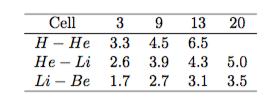 Cell 3 9 13 20
H − He 3.3 4.5 6.5
He − Li 2.6 3.9 4.3 5.0
Li − Be 1.7 2.7 3.1 3.5